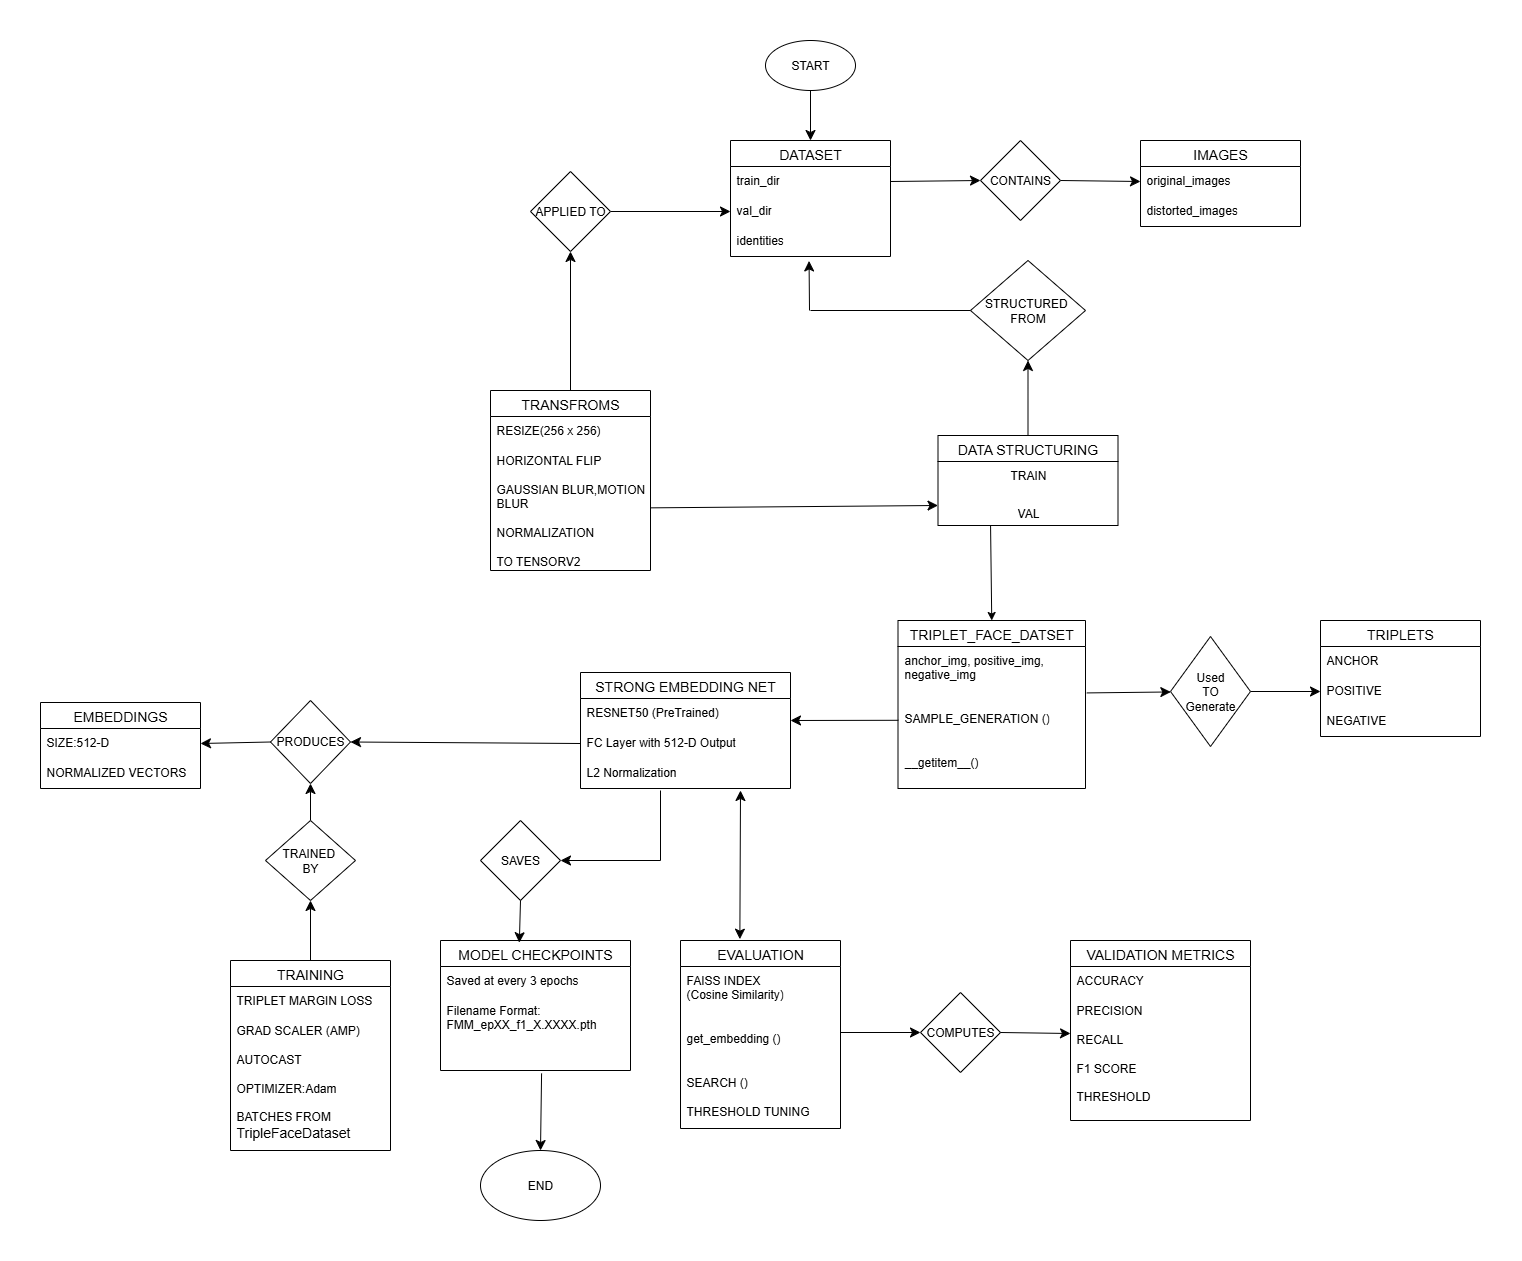 START
DATASET
train_dir
val_dir
identities
CONTAINS
IMAGES
original_images
distorted_images
APPLIED TO
STRUCTURED
FROM
TRANSFROMS
RESIZE(256 x 256)
HORIZONTAL FLIP
GAUSSIAN BLUR,MOTION
BLUR
NORMALIZATION
TO TENSORV2
DATA STRUCTURING
TRAIN
VAL
TRIPLET_FACE_DATSET
anchor_img, positive_img,
negative_img
SAMPLE_GENERATION ()
__getitem__()
Used
TO
Generate
TRIPLETS
ANCHOR
POSITIVE
NEGATIVE
STRONG EMBEDDING NET
RESNET50 (PreTrained)
FC Layer with 512-D Output
L2 Normalization
PRODUCES
EMBEDDINGS
SIZE:512-D
NORMALIZED VECTORS
TRAINED
BY
SAVES
TRAINING
TRIPLET MARGIN LOSS
GRAD SCALER (AMP)
AUTOCAST
OPTIMIZER:Adam
BATCHES FROM
TripleFaceDataset
MODEL CHECKPOINTS
Saved at every 3 epochs
Filename Format:
FMM_epXX_f1_X.XXXX.pth
EVALUATION
FAISS INDEX
(Cosine Similarity)
get_embedding ()
SEARCH ()
THRESHOLD TUNING
COMPUTES
VALIDATION METRICS
ACCURACY
PRECISION
RECALL
F1 SCORE
THRESHOLD
END